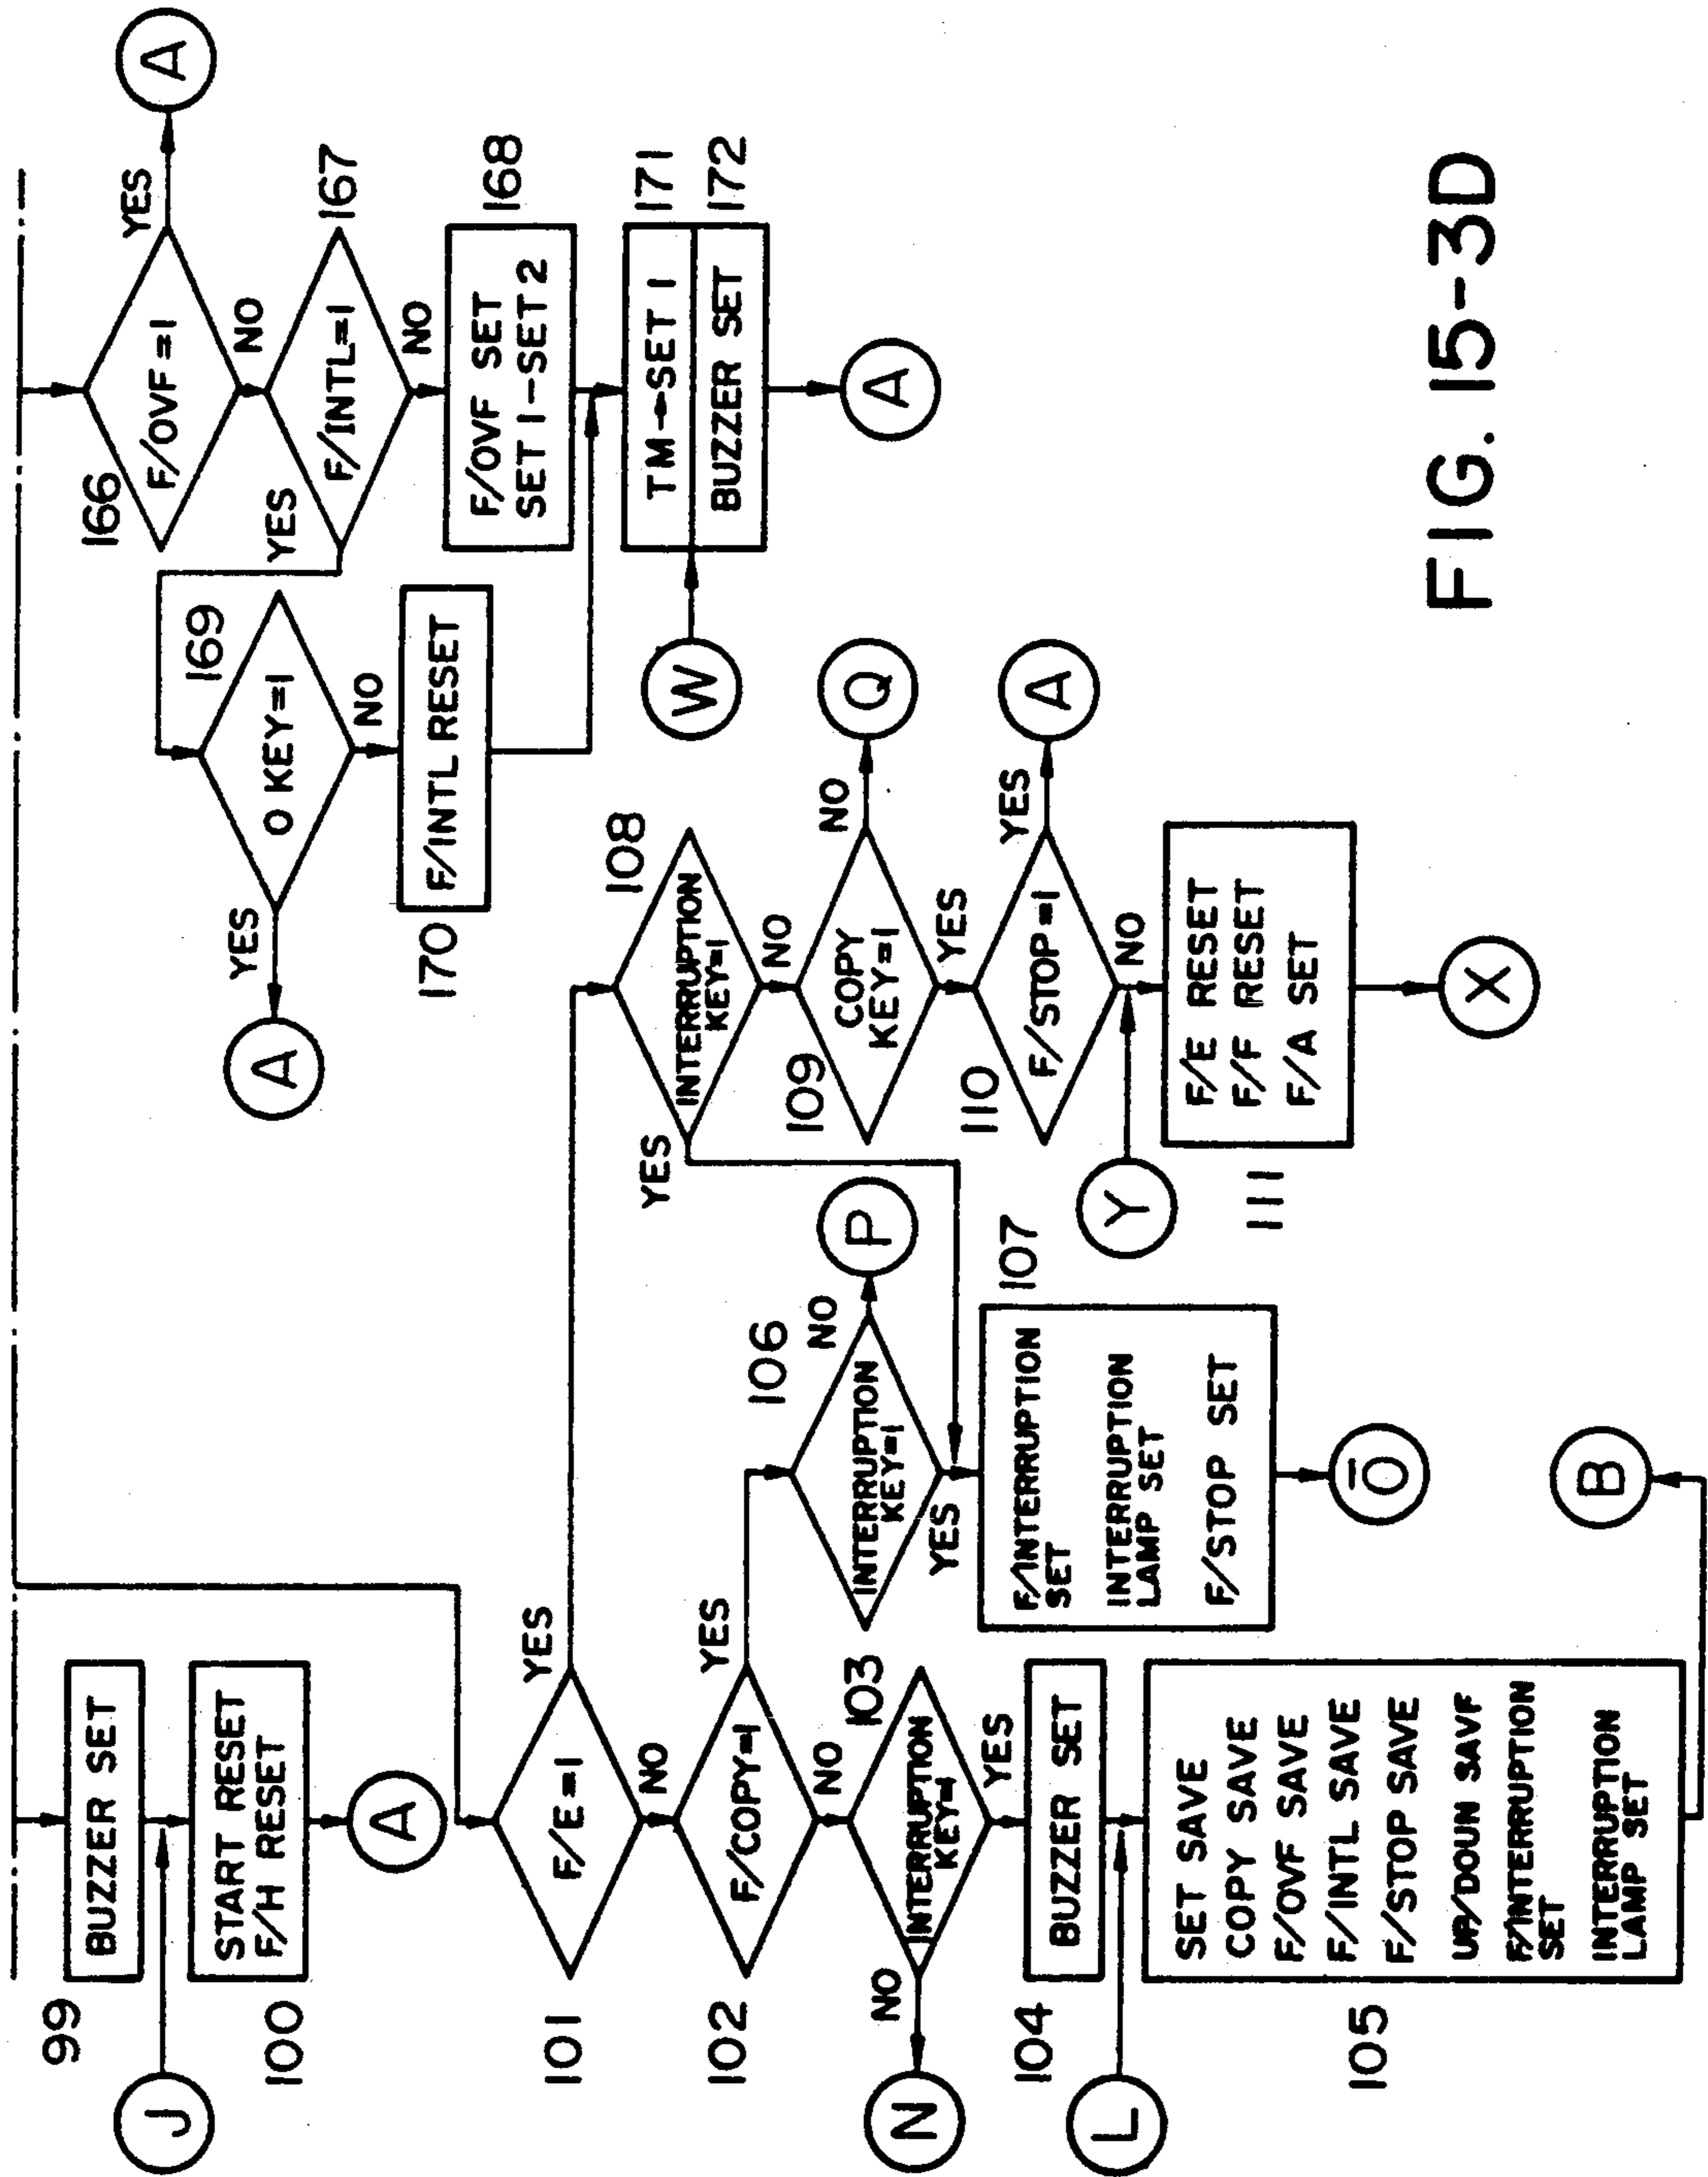 99
BUZZER SET
J
START RESET
F/H RESET
100
A
101
F/E=1
YES
NO
102
F/COPY=1
YES
NO
103
INTERRUPTION
KEY=1
NO
N
YES
104
BUZZER SET
L
105
SET SAVE
COPY SAVE
F/OVF SAVE
F/INTL SAVE
F/STOP SAVE
UP/DOUN SAVF
F/INTERRUPTION
SET
INTERRUPTION
LAMP SET
B
106
INTERRUPTION
KEY=1
NO
P
YES
107
F/INTERRUPTION
SET
INTERRUPTION
LAMP SET
F/STOP SET
Ō
108
INTERRUPTION
KEY=1
YES
NO
109
COPY
KEY=1
NO
Q
YES
110
F/STOP=1
YES
A
NO
Y
111
F/E RESET
F/F RESET
F/A SET
X
166
F/OVF=1
YES
A
NO
167
F/INTL=1
YES
NO
168
F/OVF SET
SET 1-SET 2
169
0 KEY=1
YES
A
NO
170
F/INTL RESET
171
TM←SET 1
172
BUZZER SET
W
A
FIG. 15-3D